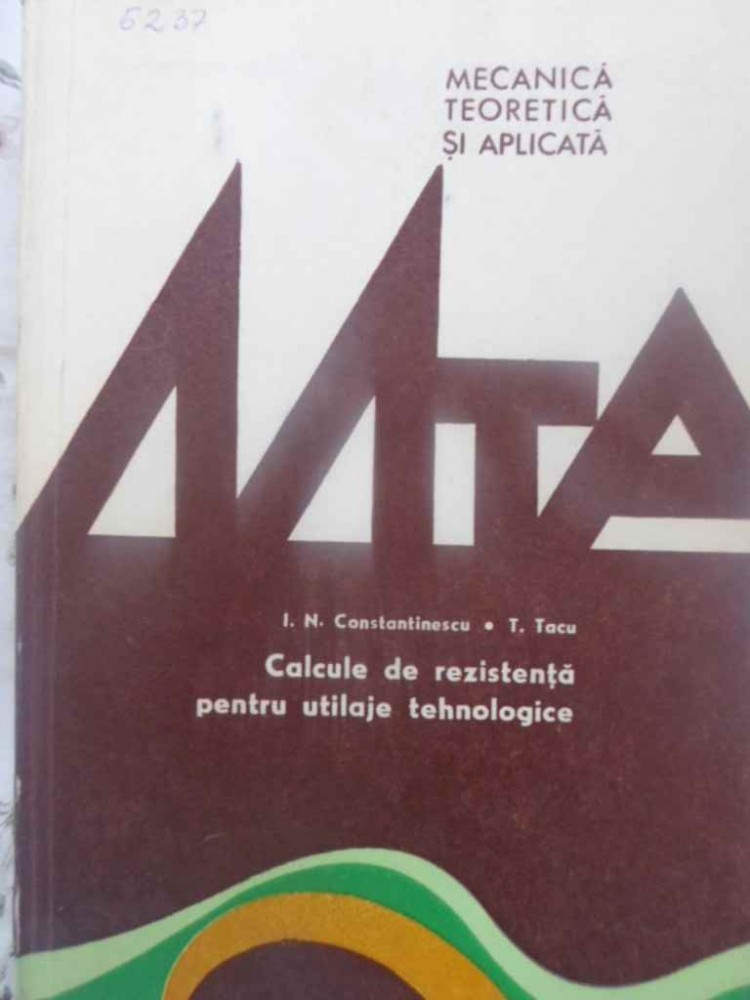 6237
MECANICĂ
TEORETICĂ
ȘI APLICATĂ
MTA
I. N. Constantinescu • T. Tacu
Calcule de rezistență
pentru utilaje tehnologice